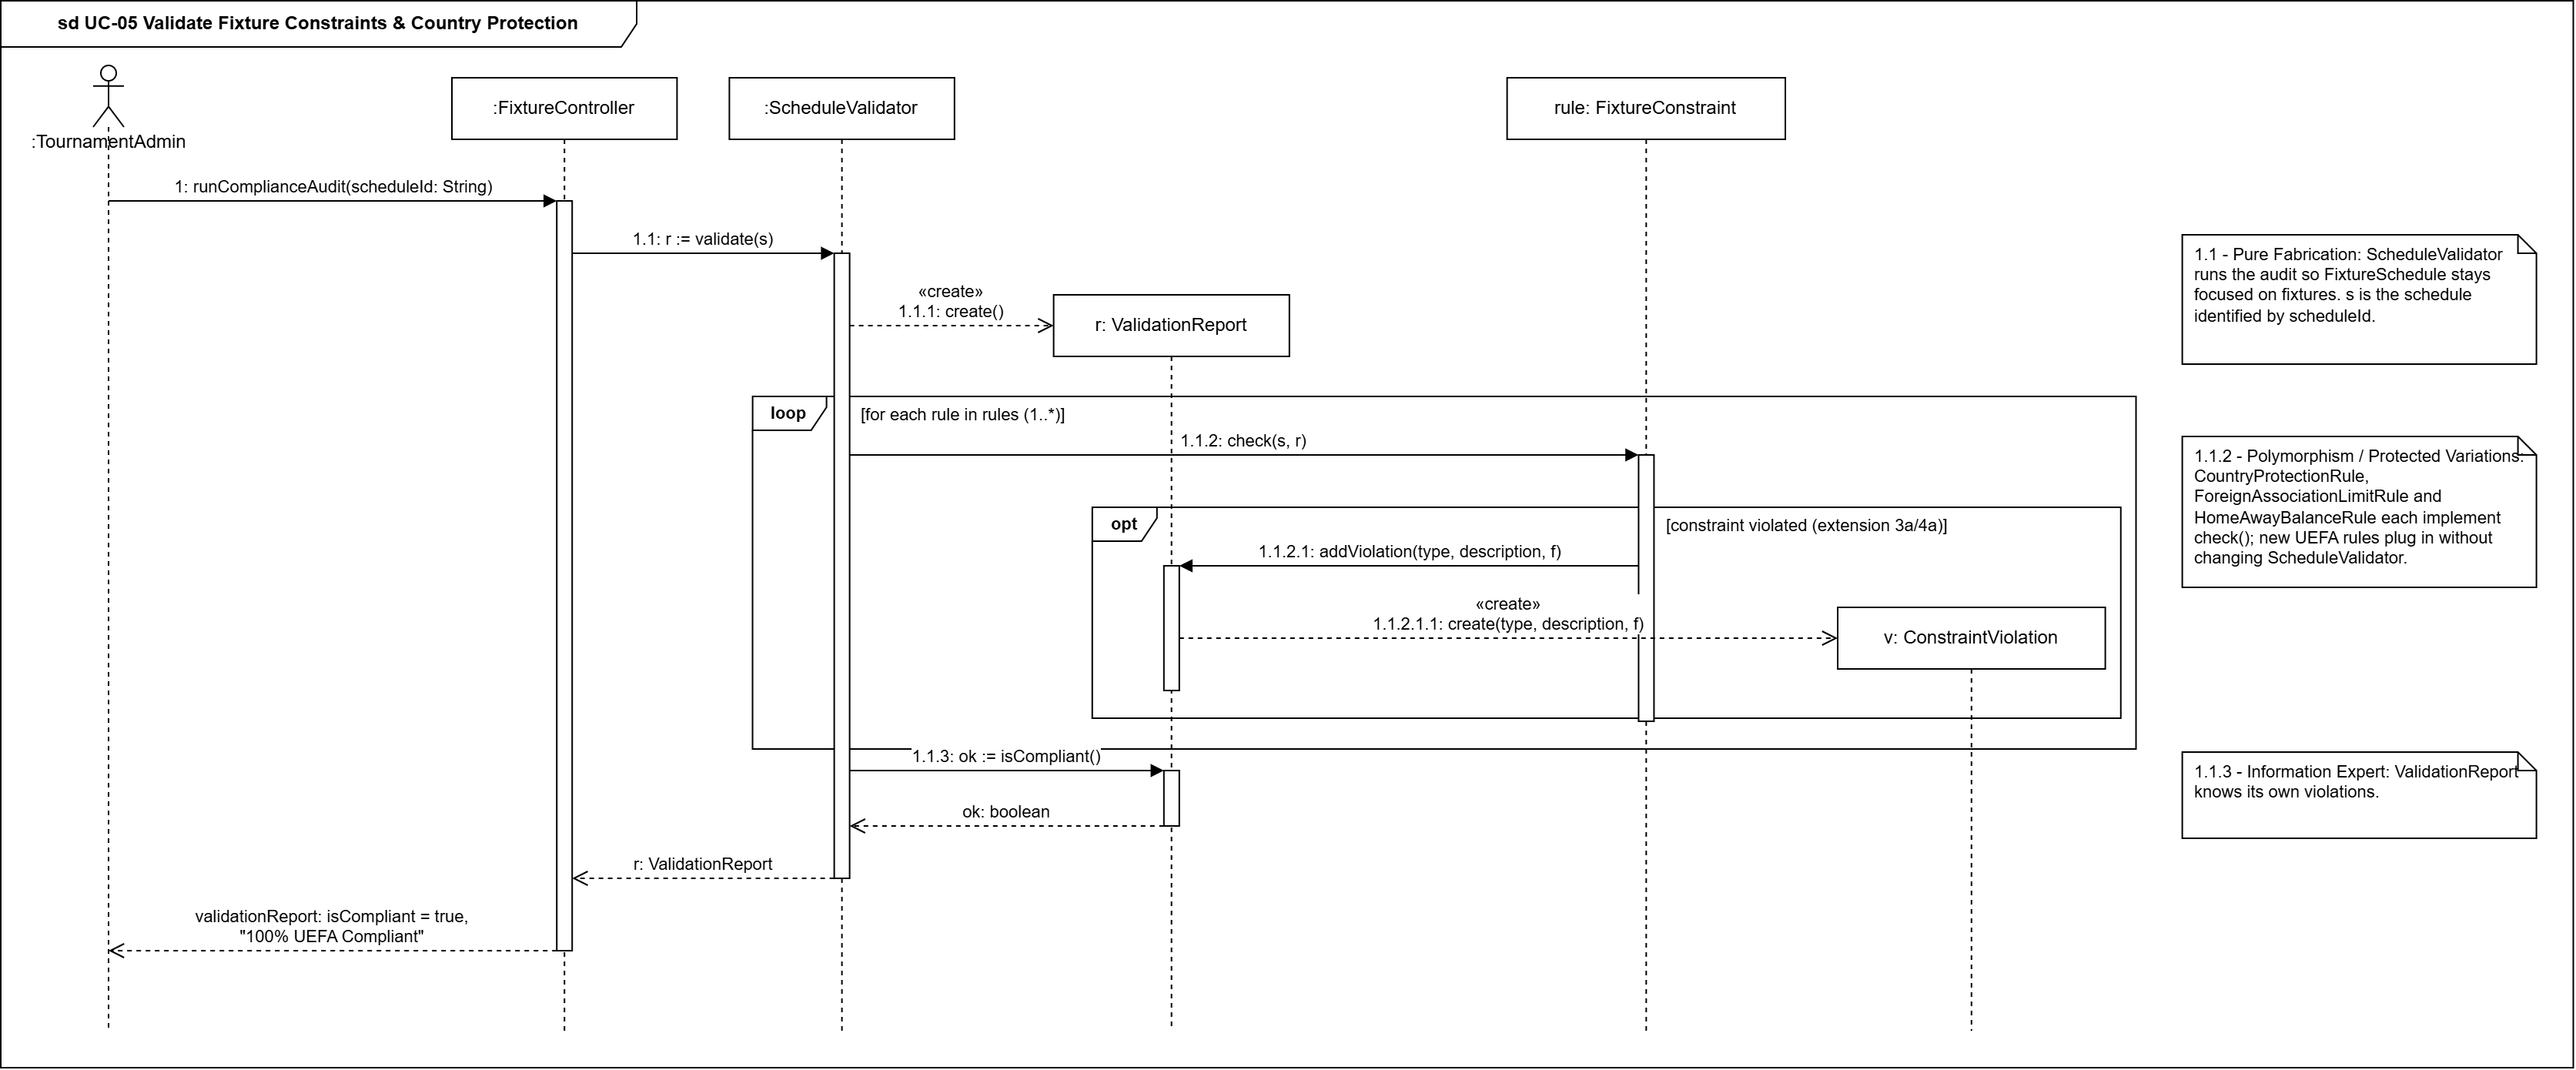 sd UC-05 Validate Fixture Constraints & Country Protection
:TournamentAdmin
:FixtureController
:ScheduleValidator
rule: FixtureConstraint
1: runComplianceAudit(scheduleId: String)
1.1: r := validate(s)
«create»
1.1.1: create()
r: ValidationReport
1.1 - Pure Fabrication: ScheduleValidator
runs the audit so FixtureSchedule stays
focused on fixtures. s is the schedule
identified by scheduleId.
loop
[for each rule in rules (1..*)]
1.1.2: check(s, r)
1.1.2 - Polymorphism / Protected Variations:
CountryProtectionRule,
ForeignAssociationLimitRule and
HomeAwayBalanceRule each implement
check(); new UEFA rules plug in without
changing ScheduleValidator.
opt
[constraint violated (extension 3a/4a)]
1.1.2.1: addViolation(type, description, f)
«create»
1.1.2.1.1: create(type, description, f)
v: ConstraintViolation
1.1.3: ok := isCompliant()
1.1.3 - Information Expert: ValidationReport
knows its own violations.
ok: boolean
r: ValidationReport
validationReport: isCompliant = true,
"100% UEFA Compliant"